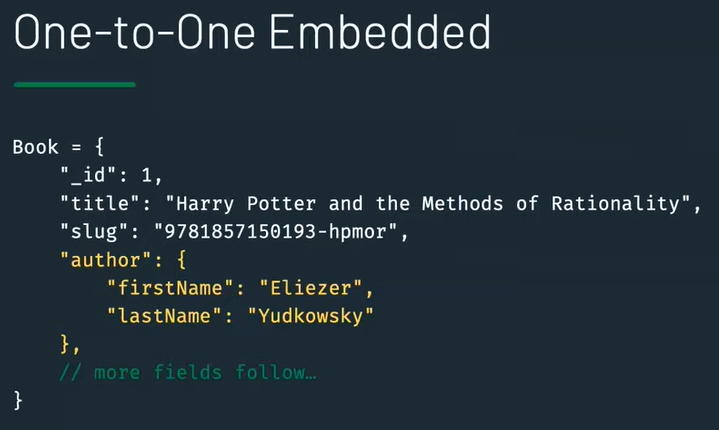 One-to-One Embedded
Book = {
"_id": 1,
"title": "Harry Potter and the Methods of Rationality",
"slug": "9781857150193-hpmor",
"author": {
"firstName": "Eliezer",
"lastName": "Yudkowsky"
},
// more fields follow…
}